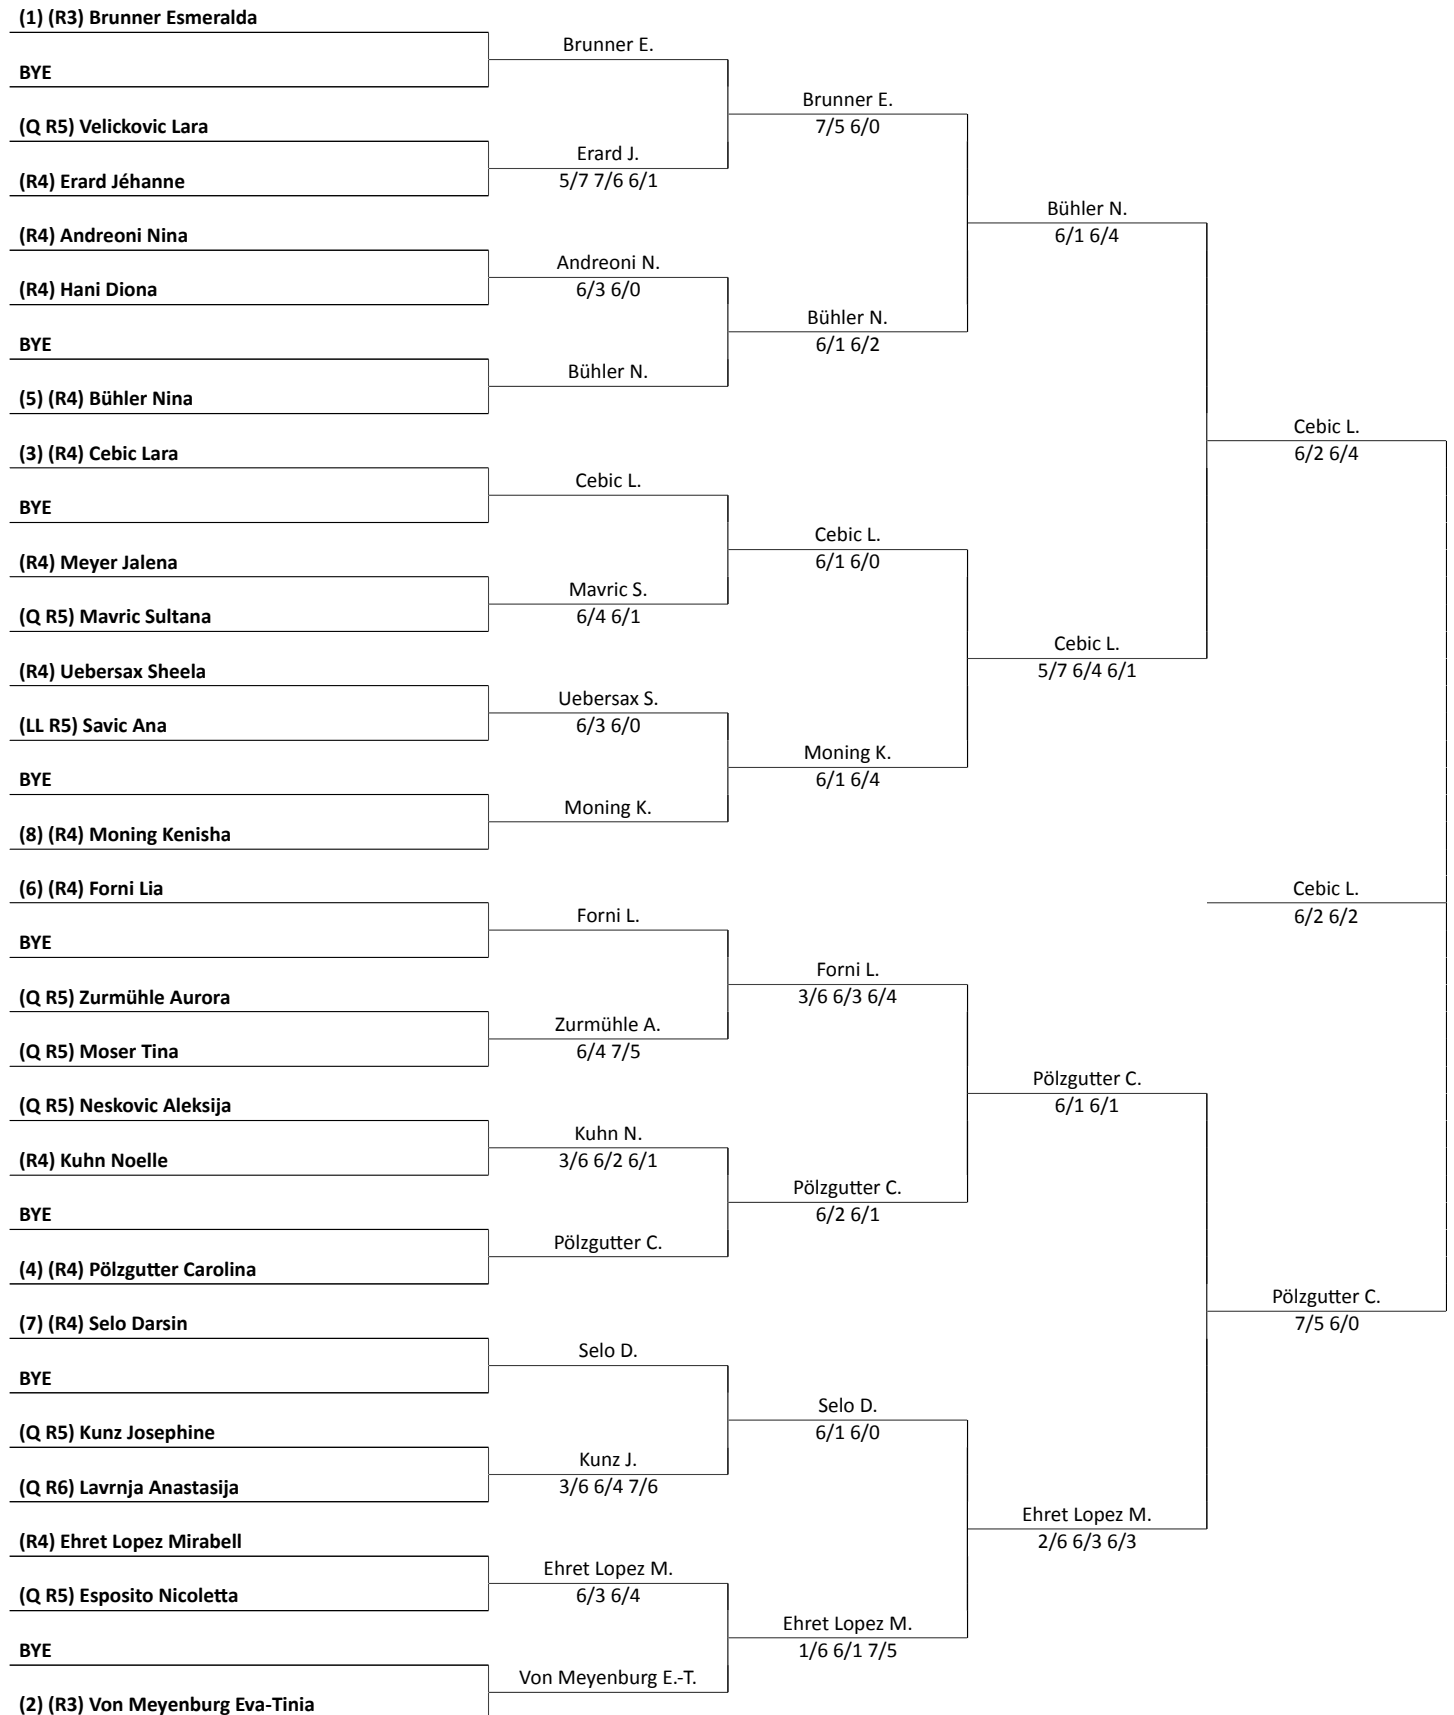 (1) (R3) Brunner Esmeralda
Brunner E.
BYE
Brunner E.
7/5 6/0
(Q R5) Velickovic Lara
Erard J.
5/7 7/6 6/1
(R4) Erard Jéhanne
Bühler N.
6/1 6/4
(R4) Andreoni Nina
Andreoni N.
6/3 6/0
(R4) Hani Diona
Bühler N.
6/1 6/2
BYE
Bühler N.
(5) (R4) Bühler Nina
Cebic L.
6/2 6/4
(3) (R4) Cebic Lara
Cebic L.
BYE
Cebic L.
6/1 6/0
(R4) Meyer Jalena
Mavric S.
6/4 6/1
(Q R5) Mavric Sultana
Cebic L.
5/7 6/4 6/1
(R4) Uebersax Sheela
Uebersax S.
6/3 6/0
(LL R5) Savic Ana
Moning K.
6/1 6/4
BYE
Moning K.
(8) (R4) Moning Kenisha
(6) (R4) Forni Lia
Cebic L.
6/2 6/2
Forni L.
BYE
Forni L.
3/6 6/3 6/4
(Q R5) Zurmühle Aurora
Zurmühle A.
6/4 7/5
(Q R5) Moser Tina
Pölzgutter C.
6/1 6/1
(Q R5) Neskovic Aleksija
Kuhn N.
3/6 6/2 6/1
(R4) Kuhn Noelle
Pölzgutter C.
6/2 6/1
BYE
Pölzgutter C.
(4) (R4) Pölzgutter Carolina
Pölzgutter C.
7/5 6/0
(7) (R4) Selo Darsin
Selo D.
BYE
Selo D.
6/1 6/0
(Q R5) Kunz Josephine
Kunz J.
3/6 6/4 7/6
(Q R6) Lavrnja Anastasija
Ehret Lopez M.
2/6 6/3 6/3
(R4) Ehret Lopez Mirabell
Ehret Lopez M.
6/3 6/4
(Q R5) Esposito Nicoletta
Ehret Lopez M.
1/6 6/1 7/5
BYE
Von Meyenburg E.-T.
(2) (R3) Von Meyenburg Eva-Tinia